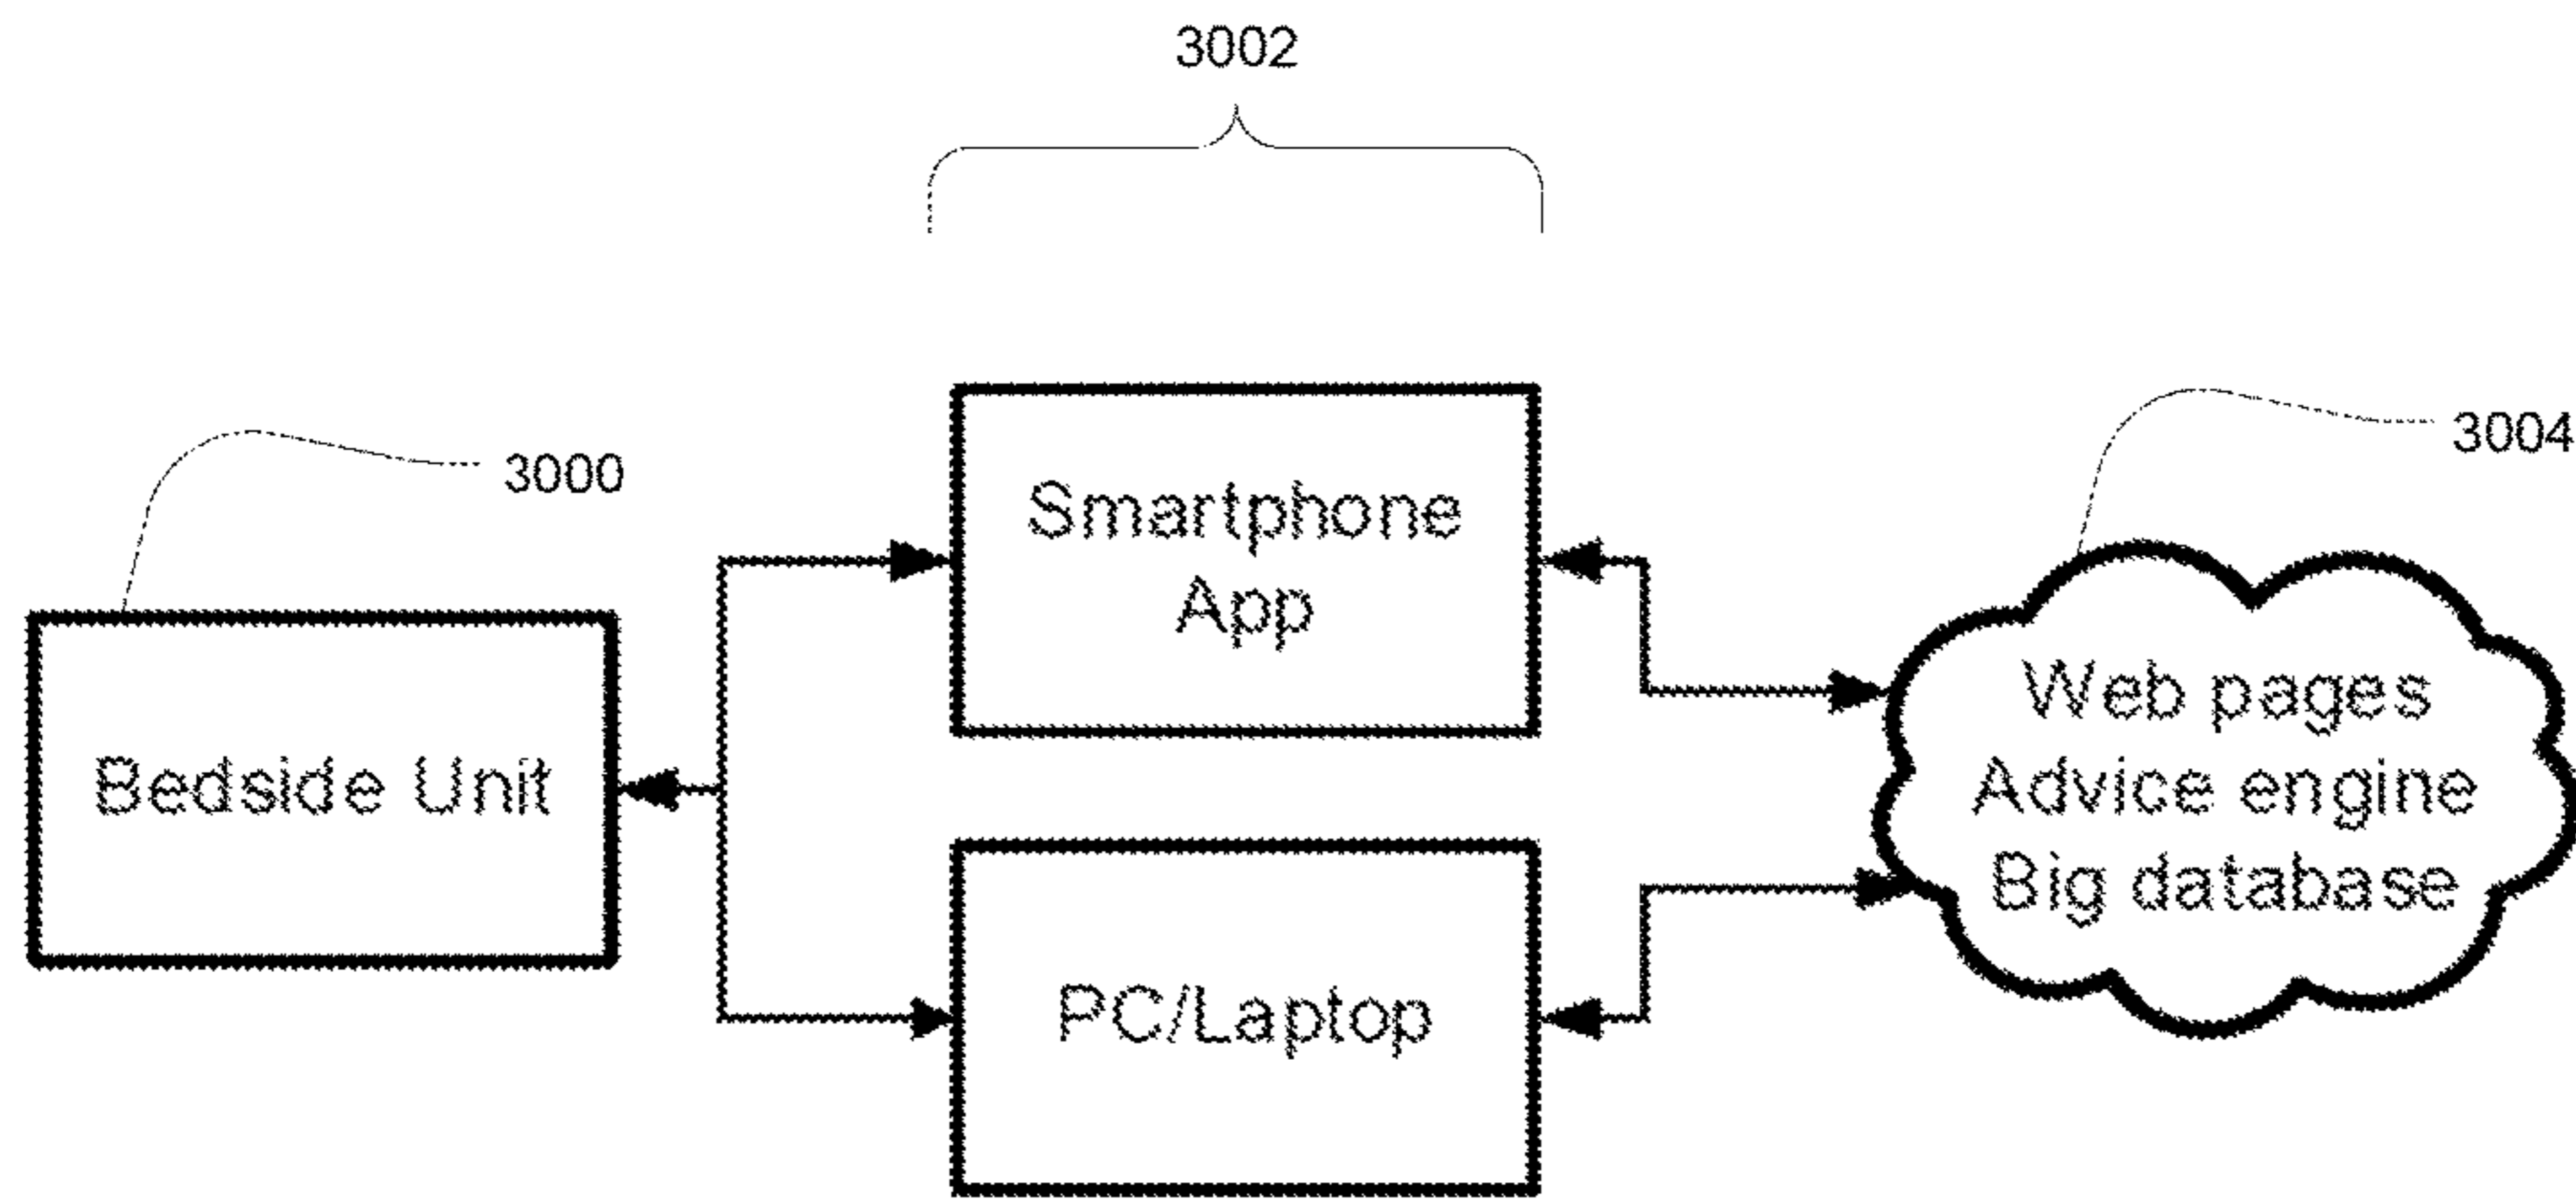 3002
3000
3004
Smartphone
App
Bedside Unit
Web pages
Advice engine
Big database
PC/Laptop